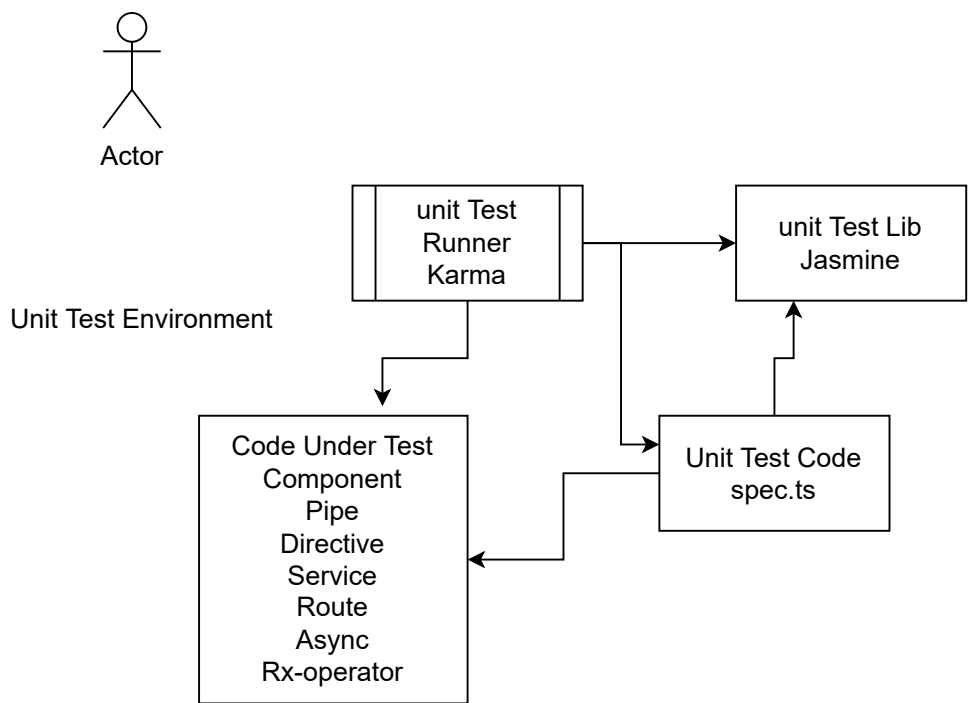 Actor
unit Test
Runner
Karma
unit Test Lib
Jasmine
Unit Test Environment
Code Under Test
Component
Pipe
Directive
Service
Route
Async
Rx-operator
Unit Test Code
spec.ts